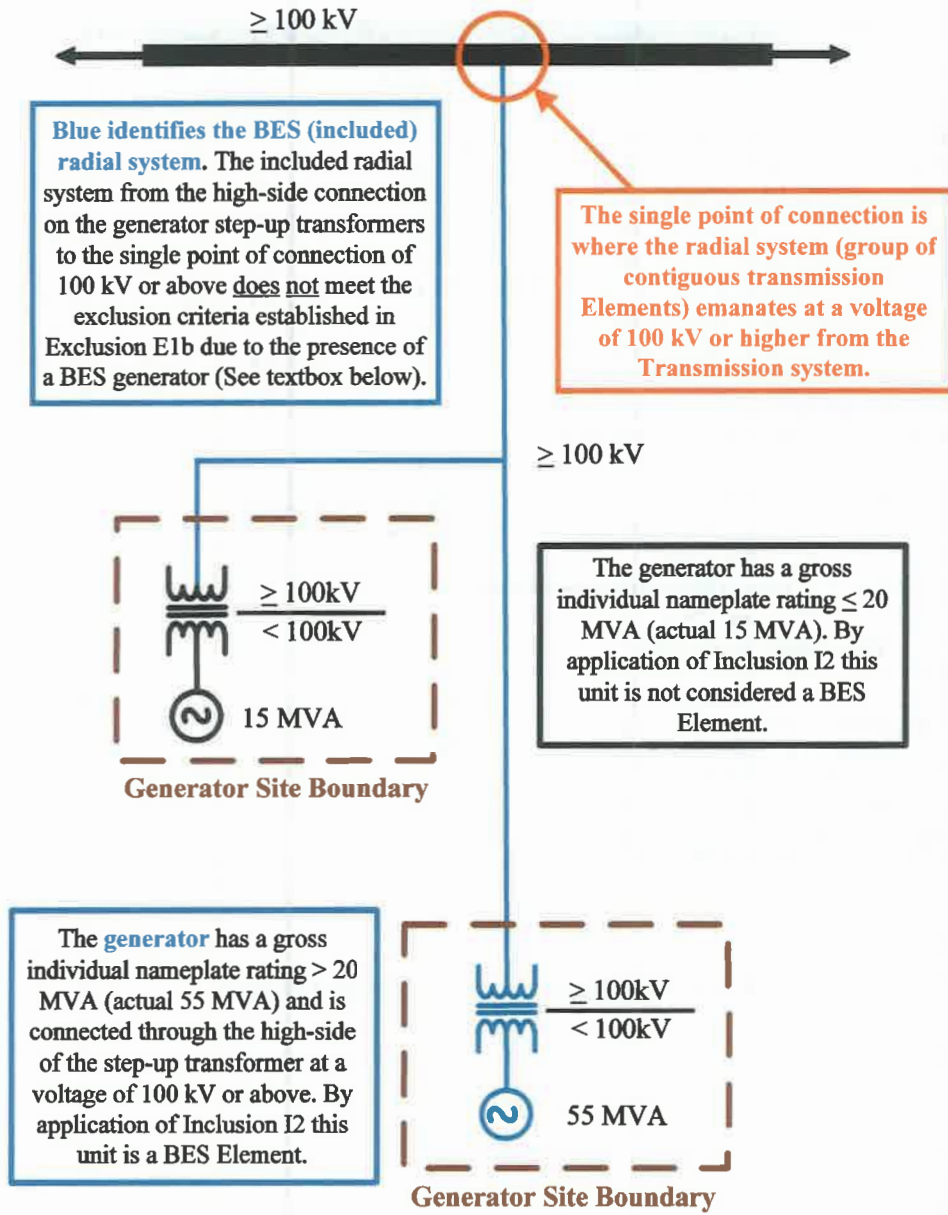 ≥ 100 kV
Blue identifies the BES (included)
radial system. The included radial
system from the high-side connection
on the generator step-up transformers
to the single point of connection of
100 kV or above does not meet the
exclusion criteria established in
Exclusion E1b due to the presence of
a BES generator (See textbox below).
The single point of connection is
where the radial system (group of
contiguous transmission
Elements) emanates at a voltage
of 100 kV or higher from the
Transmission system.
≥ 100 kV
≥ 100kV
< 100kV
15 MVA
Generator Site Boundary
The generator has a gross
individual nameplate rating ≤ 20
MVA (actual 15 MVA). By
application of Inclusion I2 this
unit is not considered a BES
Element.
The generator has a gross
individual nameplate rating > 20
MVA (actual 55 MVA) and is
connected through the high-side
of the step-up transformer at a
voltage of 100 kV or above. By
application of Inclusion I2 this
unit is a BES Element.
≥ 100kV
< 100kV
55 MVA
Generator Site Boundary